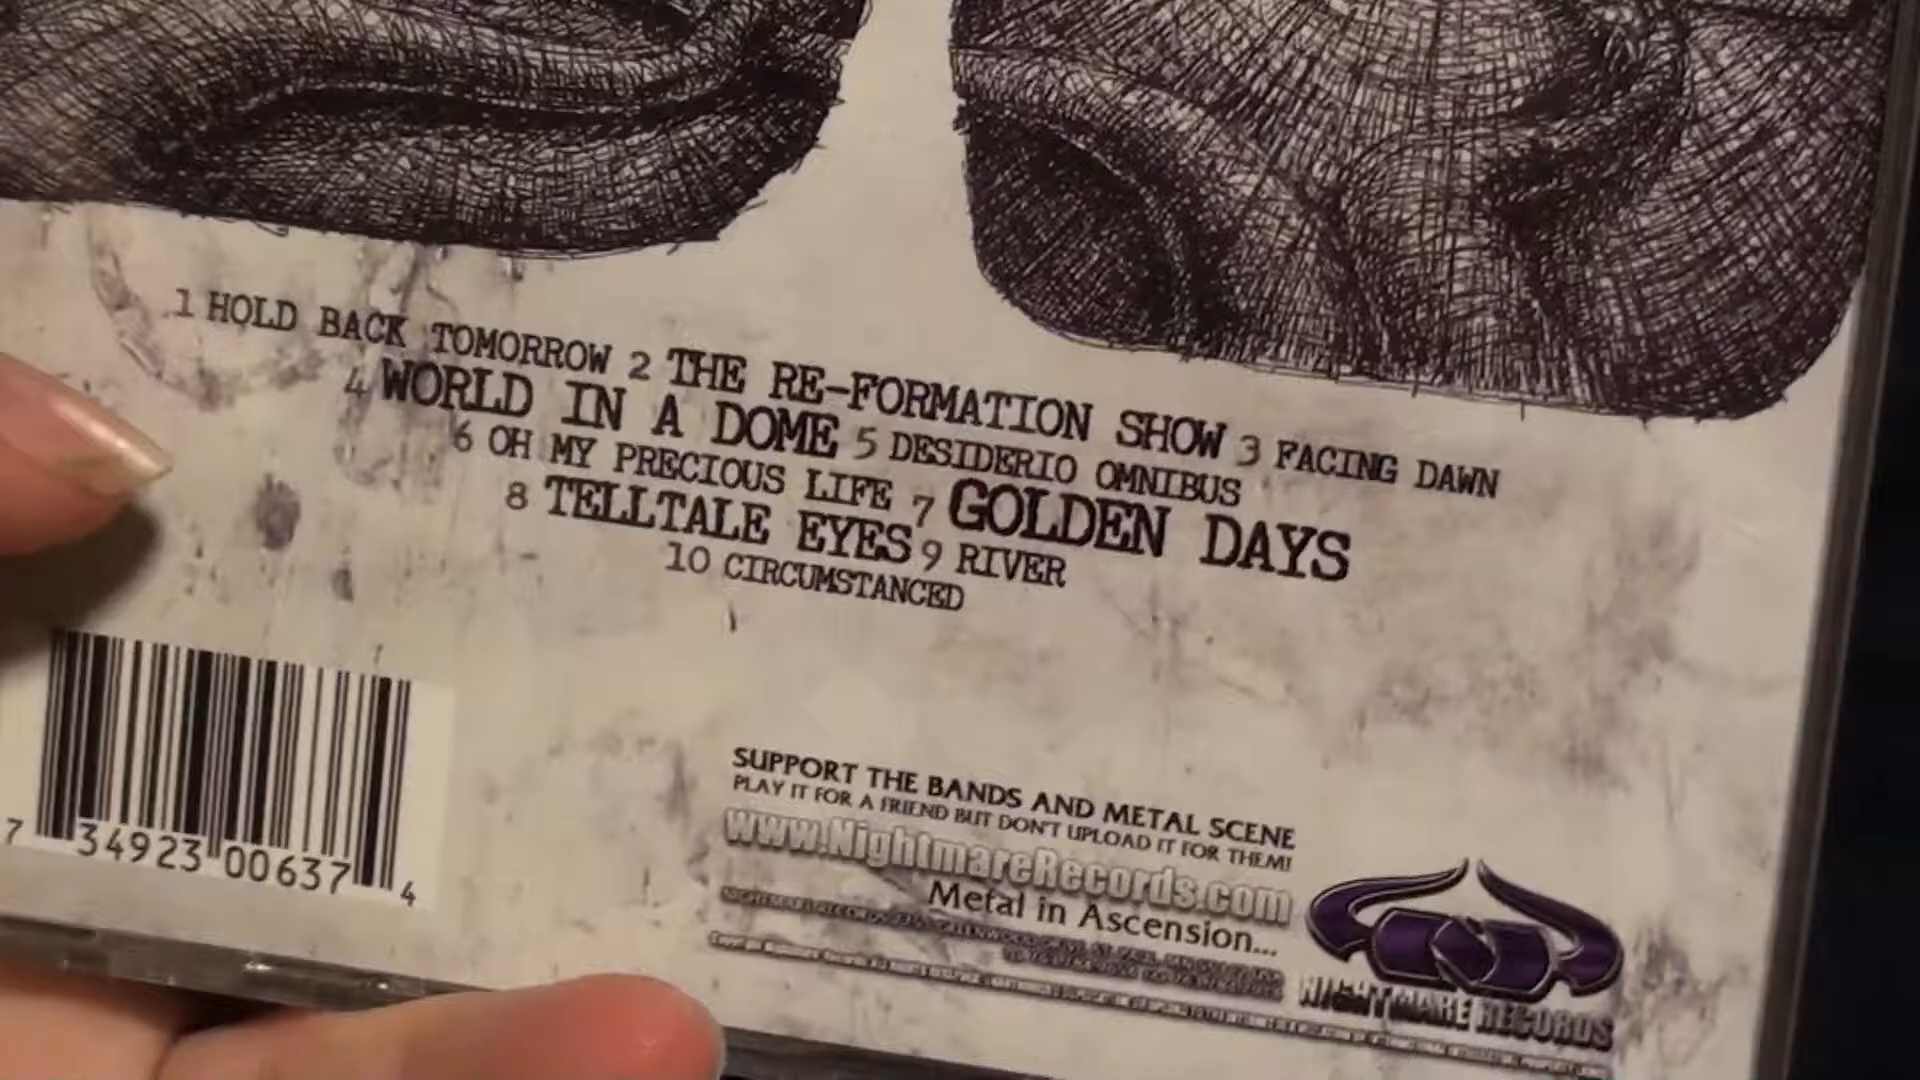 1 HOLD BACK TOMORROW 2 THE RE-FORMATION SHOW 3 FACING DAWN
4 WORLD IN A DOME 5 DESIDERIO OMNIBUS
6 OH MY PRECIOUS LIFE 7 GOLDEN DAYS
8 TELLTALE EYES 9 RIVER
10 CIRCUMSTANCED
7 34923 00637 4
SUPPORT THE BANDS AND METAL SCENE
PLAY IT FOR A FRIEND BUT DON'T UPLOAD IT FOR THEM!
www.NightmareRecords.com
Metal in Ascension...
NIGHTMARE RECORDS